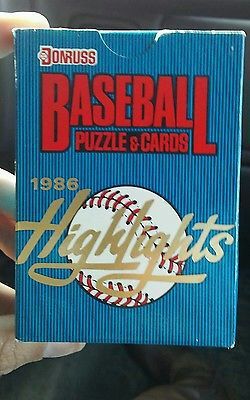 DONRUSS
BASEBALL
PUZZLE & CARDS
1986
Highlights